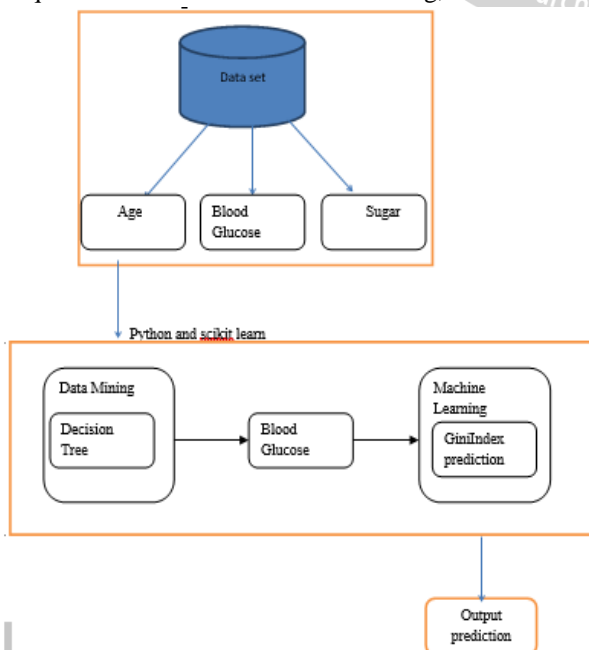 Data set
Age
Blood
Glucose
Sugar
Python and scikit learn
Data Mining
Decision
Tree
Blood
Glucose
Machine
Learning
GiniIndex
prediction
Output
prediction